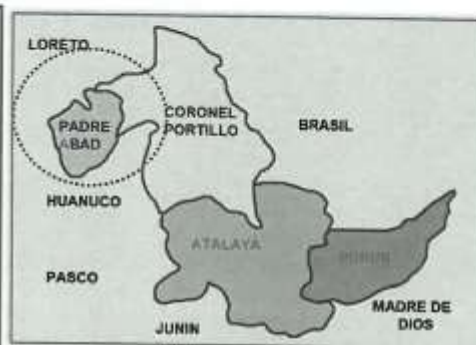 LORETO
PADRE
ABAD
CORONEL
PORTILLO
BRASIL
HUANUCO
ATALAYA
PURUS
PASCO
MADRE DE
DIOS
JUNIN